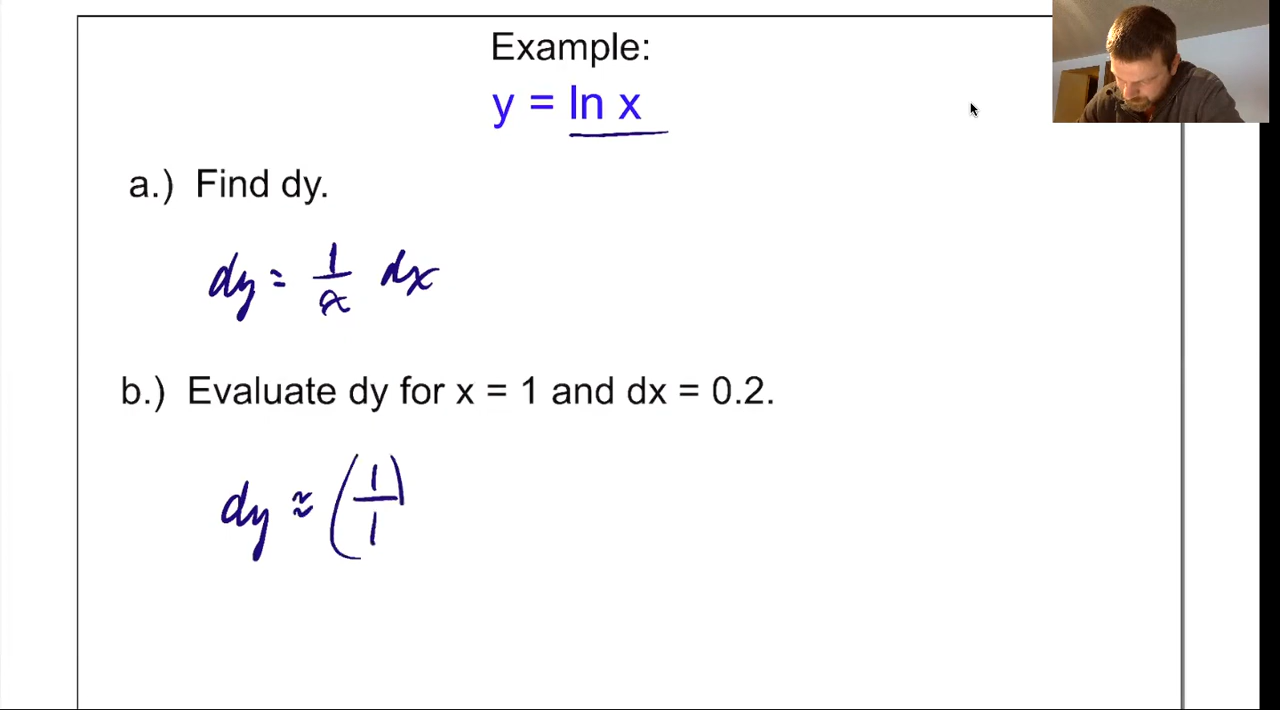 Example:
y = ln x
a.) Find dy.
dy = 1/x dx
b.) Evaluate dy for x = 1 and dx = 0.2.
dy ≈ (1/1)